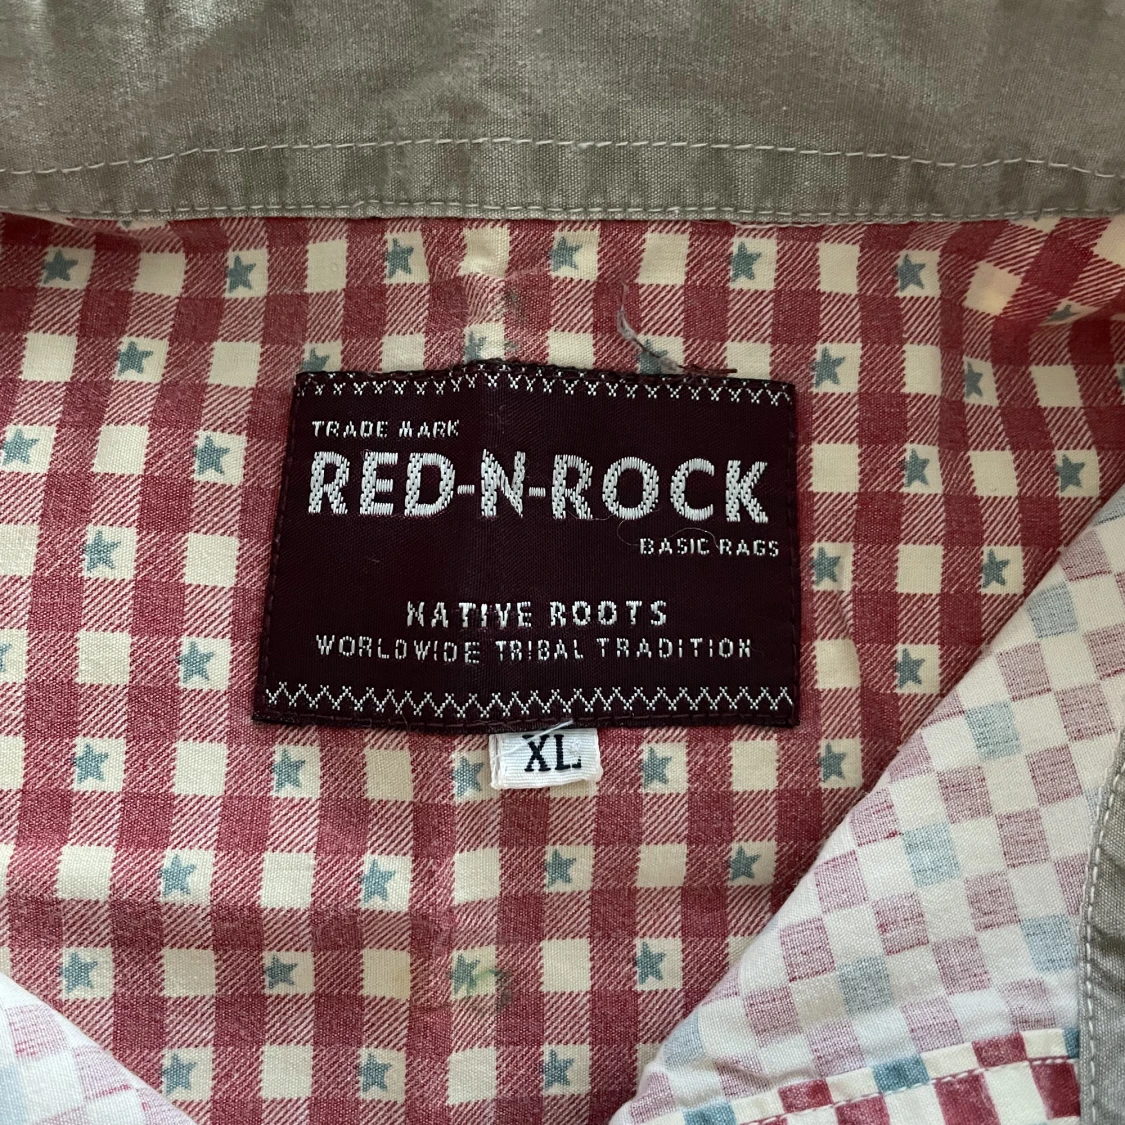 TRADE MARK
RED-N-ROCK
BASIC RAGS
NATIVE ROOTS
WORLDWIDE TRIBAL TRADITION
XL